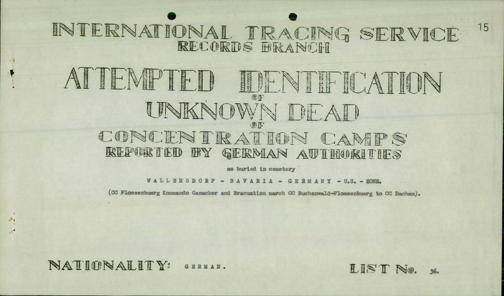 15
INTERNATIONAL TRACING SERVICE
RECORDS BRANCH
ATTEMPTED IDENTIFICATION
OF
UNKNOWN DEAD
OF
CONCENTRATION CAMPS
REPORTED BY GERMAN AUTHORITIES
as buried in cemetery
WALLERSDORF - BAVARIA - GERMANY - U.S. - ZONE.
(CC Flossenbuerg Kommando Ganacker and Evacuation march CC Buchenwald-Flossenbuerg to CC Dachau).
NATIONALITY: GERMAN. LIST No. 36.